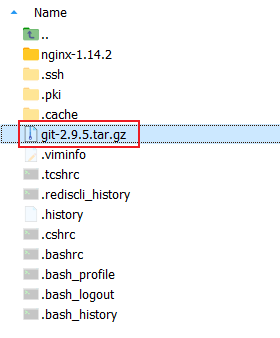 Name
..
nginx-1.14.2
.ssh
.pki
.cache
git-2.9.5.tar.gz
.viminfo
.tcshrc
.rediscli_history
.history
.cshrc
.bashrc
.bash_profile
.bash_logout
.bash_history